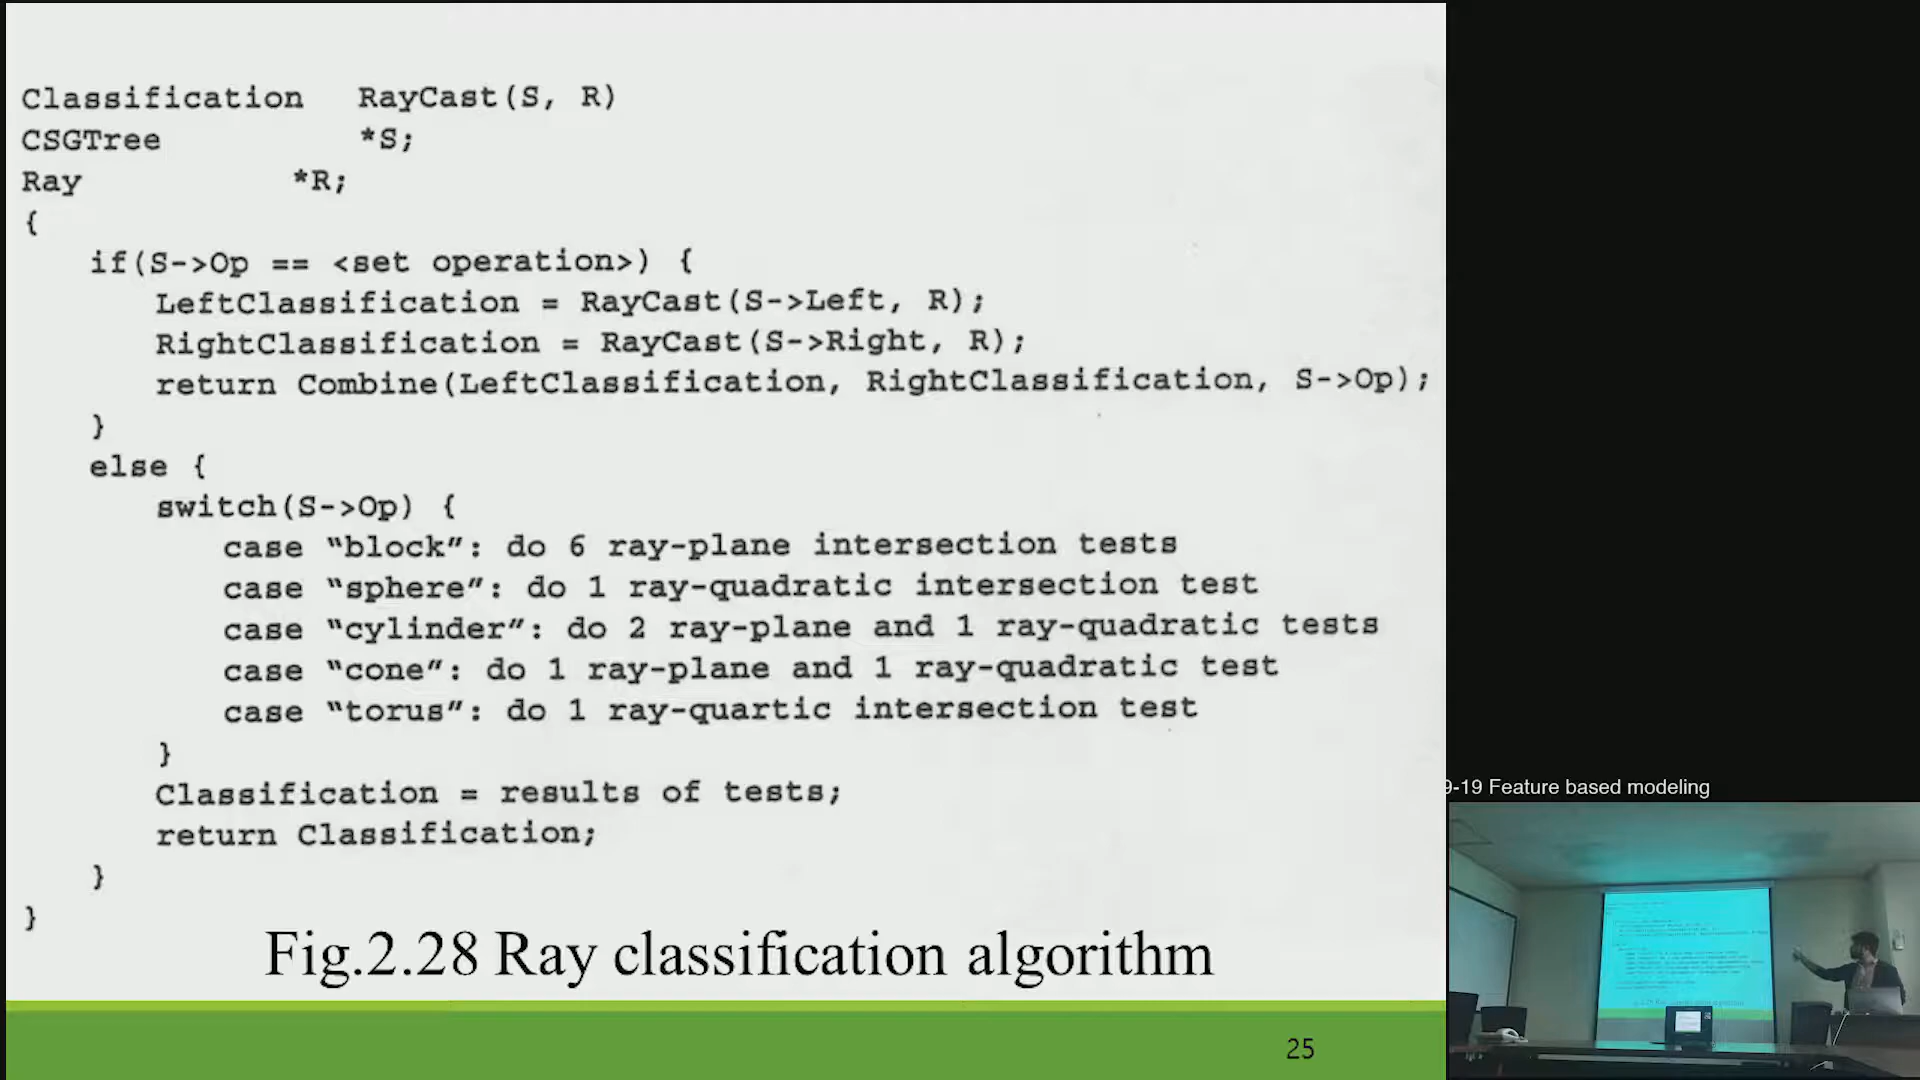 Classification RayCast(S, R)
CSGTree *S;
Ray *R;
{
if(S->Op == <set operation>) {
LeftClassification = RayCast(S->Left, R);
RightClassification = RayCast(S->Right, R);
return Combine(LeftClassification, RightClassification, S->Op);
}
else {
switch(S->Op) {
case “block”: do 6 ray-plane intersection tests
case “sphere”: do 1 ray-quadratic intersection test
case “cylinder”: do 2 ray-plane and 1 ray-quadratic tests
case “cone”: do 1 ray-plane and 1 ray-quadratic test
case “torus”: do 1 ray-quartic intersection test
}
Classification = results of tests;
return Classification;
}
}
Fig.2.28 Ray classification algorithm
25
9-19 Feature based modeling